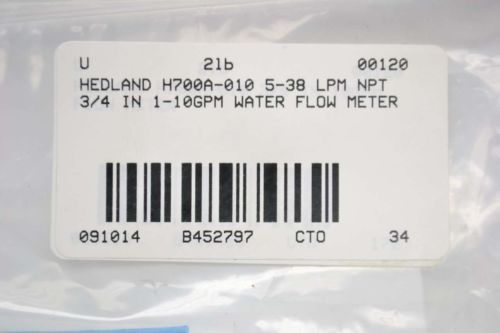 U 2lb 00120
HEDLAND H700A-010 5-38 LPM NPT
3/4 IN 1-10GPM WATER FLOW METER
091014 B452797 CTO 34